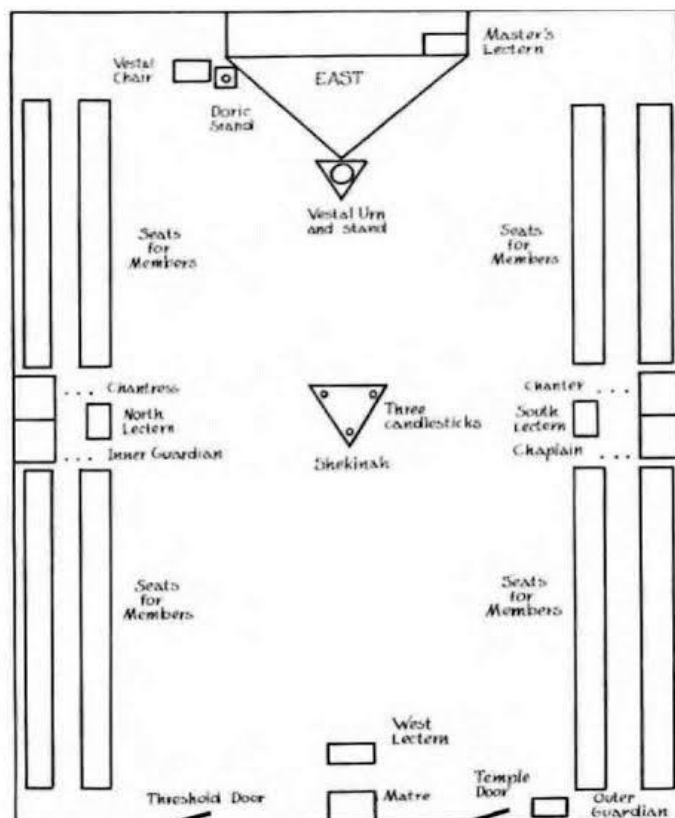 Master's
Lectern
Vestal
Chair
EAST
Doric
Stand
Vestal Urn
and stand
Seats
for
Members
Seats
for
Members
... Chantress
Chanter ...
North
Lectern
Three
candlesticks
South
Lectern
... Inner Guardian
Shekinah
Chaplain ...
Seats
for
Members
Seats
for
Members
West
Lectern
Threshold Door
Matre
Temple
Door
Outer
Guardian